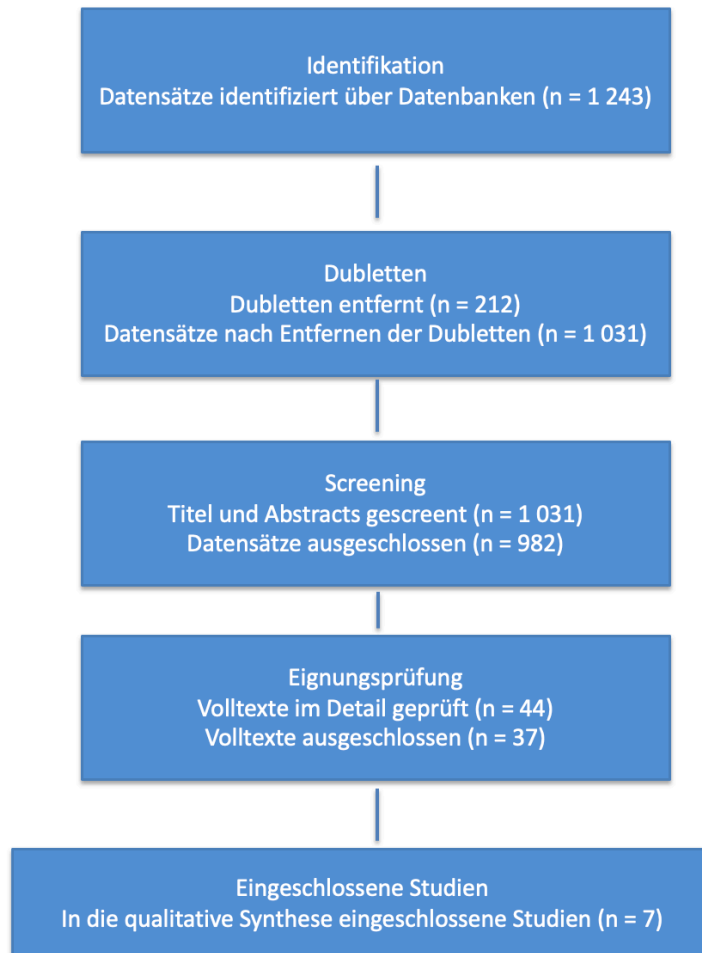 Identifikation
Datensätze identifiziert über Datenbanken (n = 1 243)
Dubletten
Dubletten entfernt (n = 212)
Datensätze nach Entfernen der Dubletten (n = 1 031)
Screening
Titel und Abstracts gescreent (n = 1 031)
Datensätze ausgeschlossen (n = 982)
Eignungsprüfung
Volltexte im Detail geprüft (n = 44)
Volltexte ausgeschlossen (n = 37)
Eingeschlossene Studien
In die qualitative Synthese eingeschlossene Studien (n = 7)